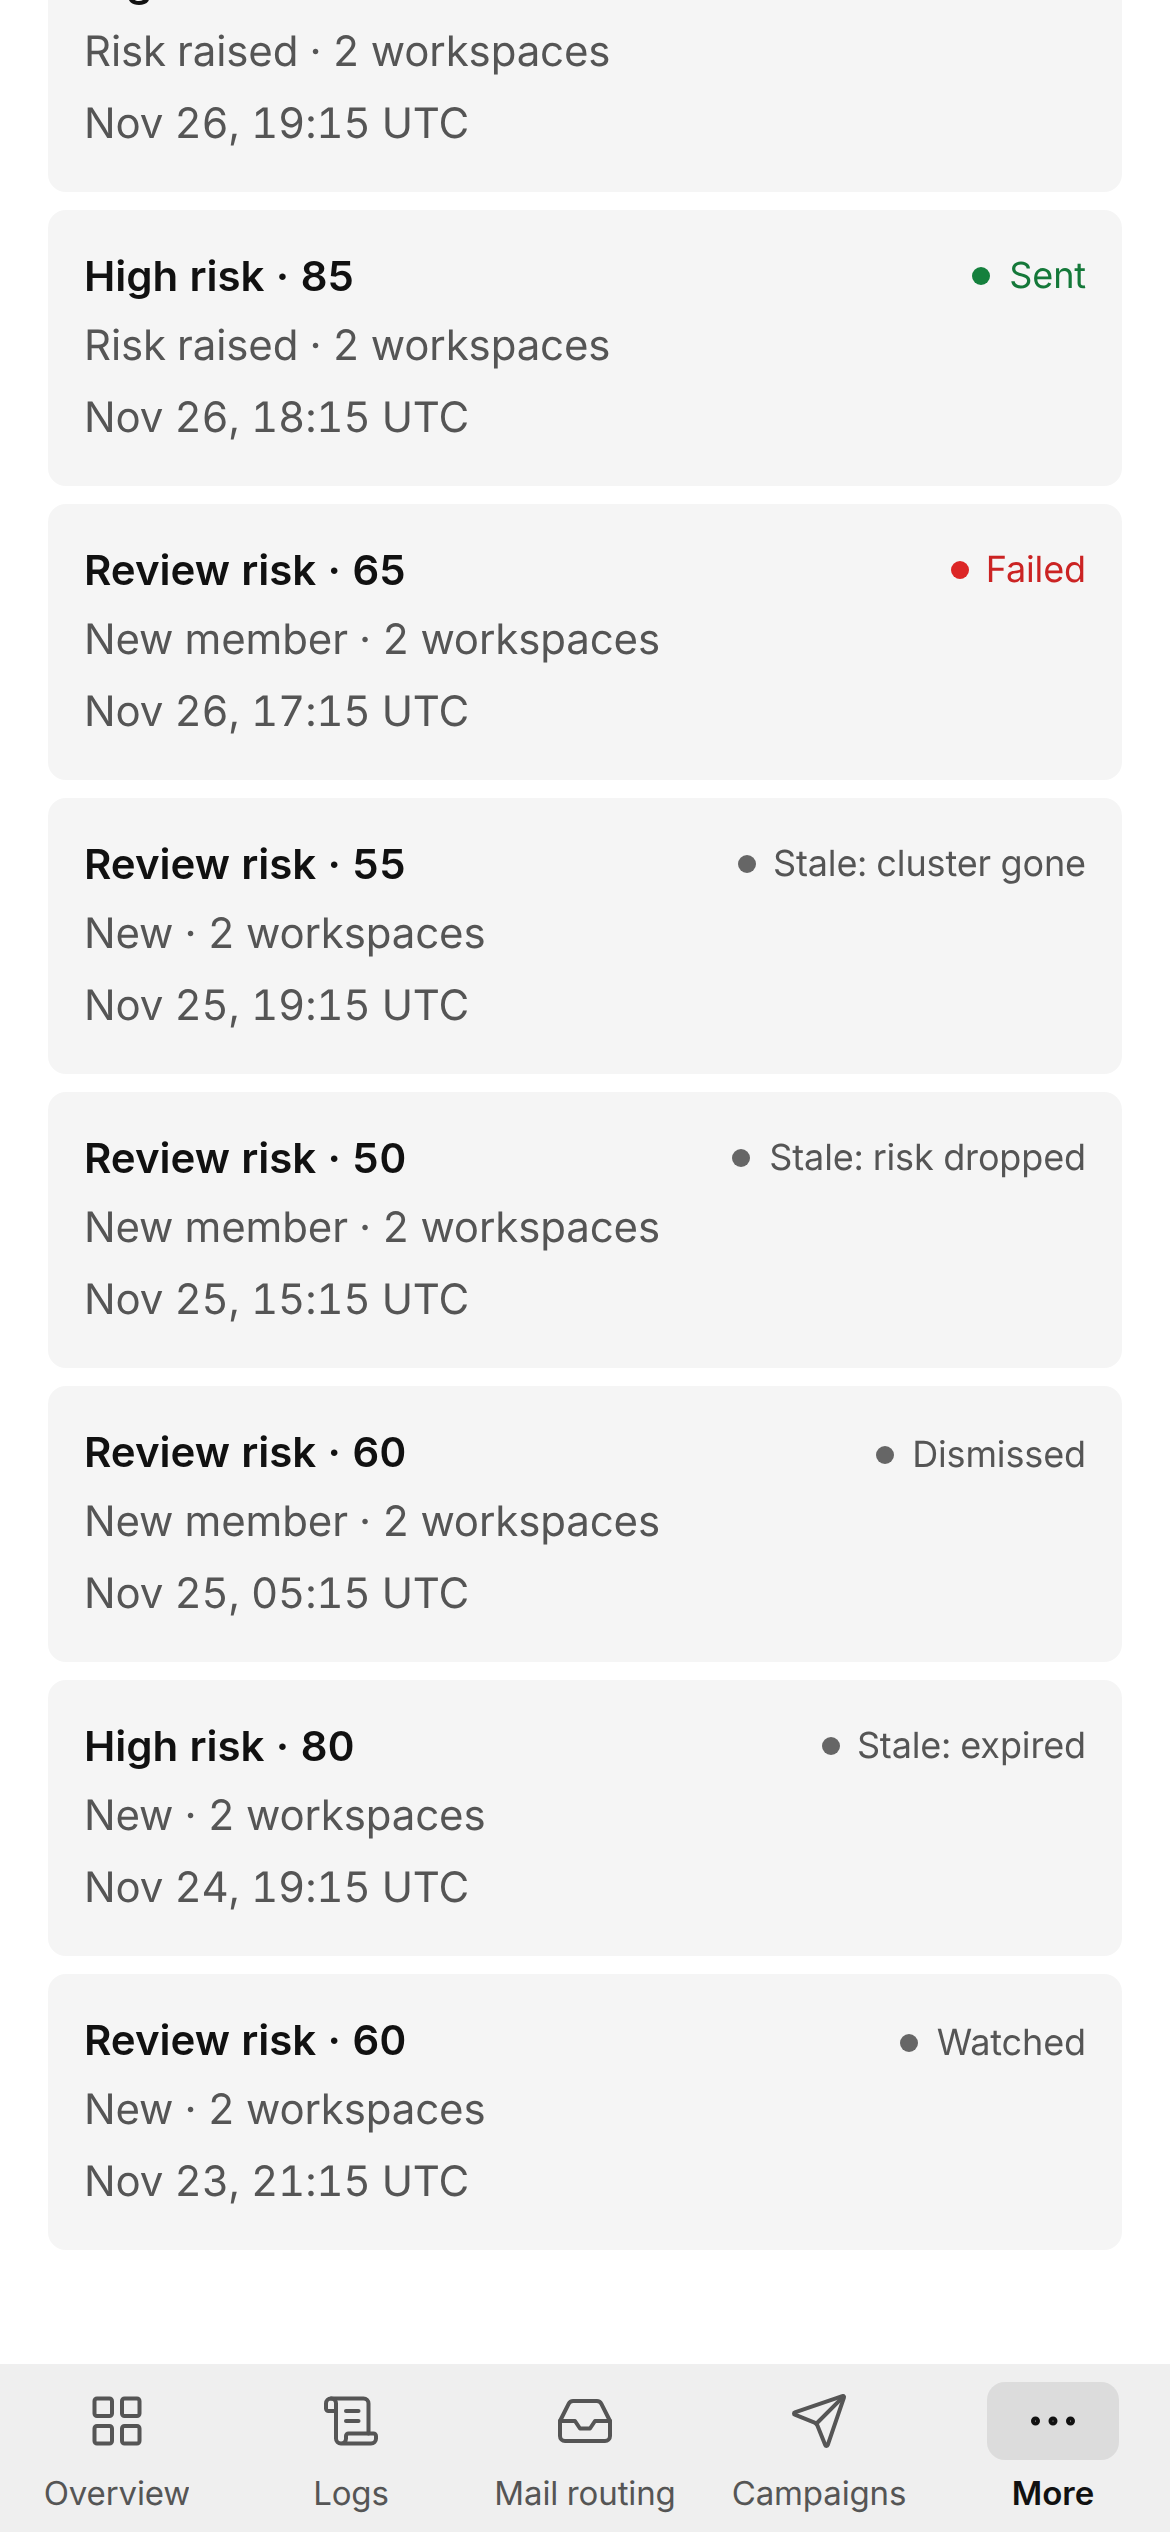 Risk raised · 2 workspaces
Nov 26, 19:15 UTC
High risk · 85
Sent
Risk raised · 2 workspaces
Nov 26, 18:15 UTC
Review risk · 65
Failed
New member · 2 workspaces
Nov 26, 17:15 UTC
Review risk · 55
Stale: cluster gone
New · 2 workspaces
Nov 25, 19:15 UTC
Review risk · 50
Stale: risk dropped
New member · 2 workspaces
Nov 25, 15:15 UTC
Review risk · 60
Dismissed
New member · 2 workspaces
Nov 25, 05:15 UTC
High risk · 80
Stale: expired
New · 2 workspaces
Nov 24, 19:15 UTC
Review risk · 60
Watched
New · 2 workspaces
Nov 23, 21:15 UTC
Overview
Logs
Mail routing
Campaigns
More